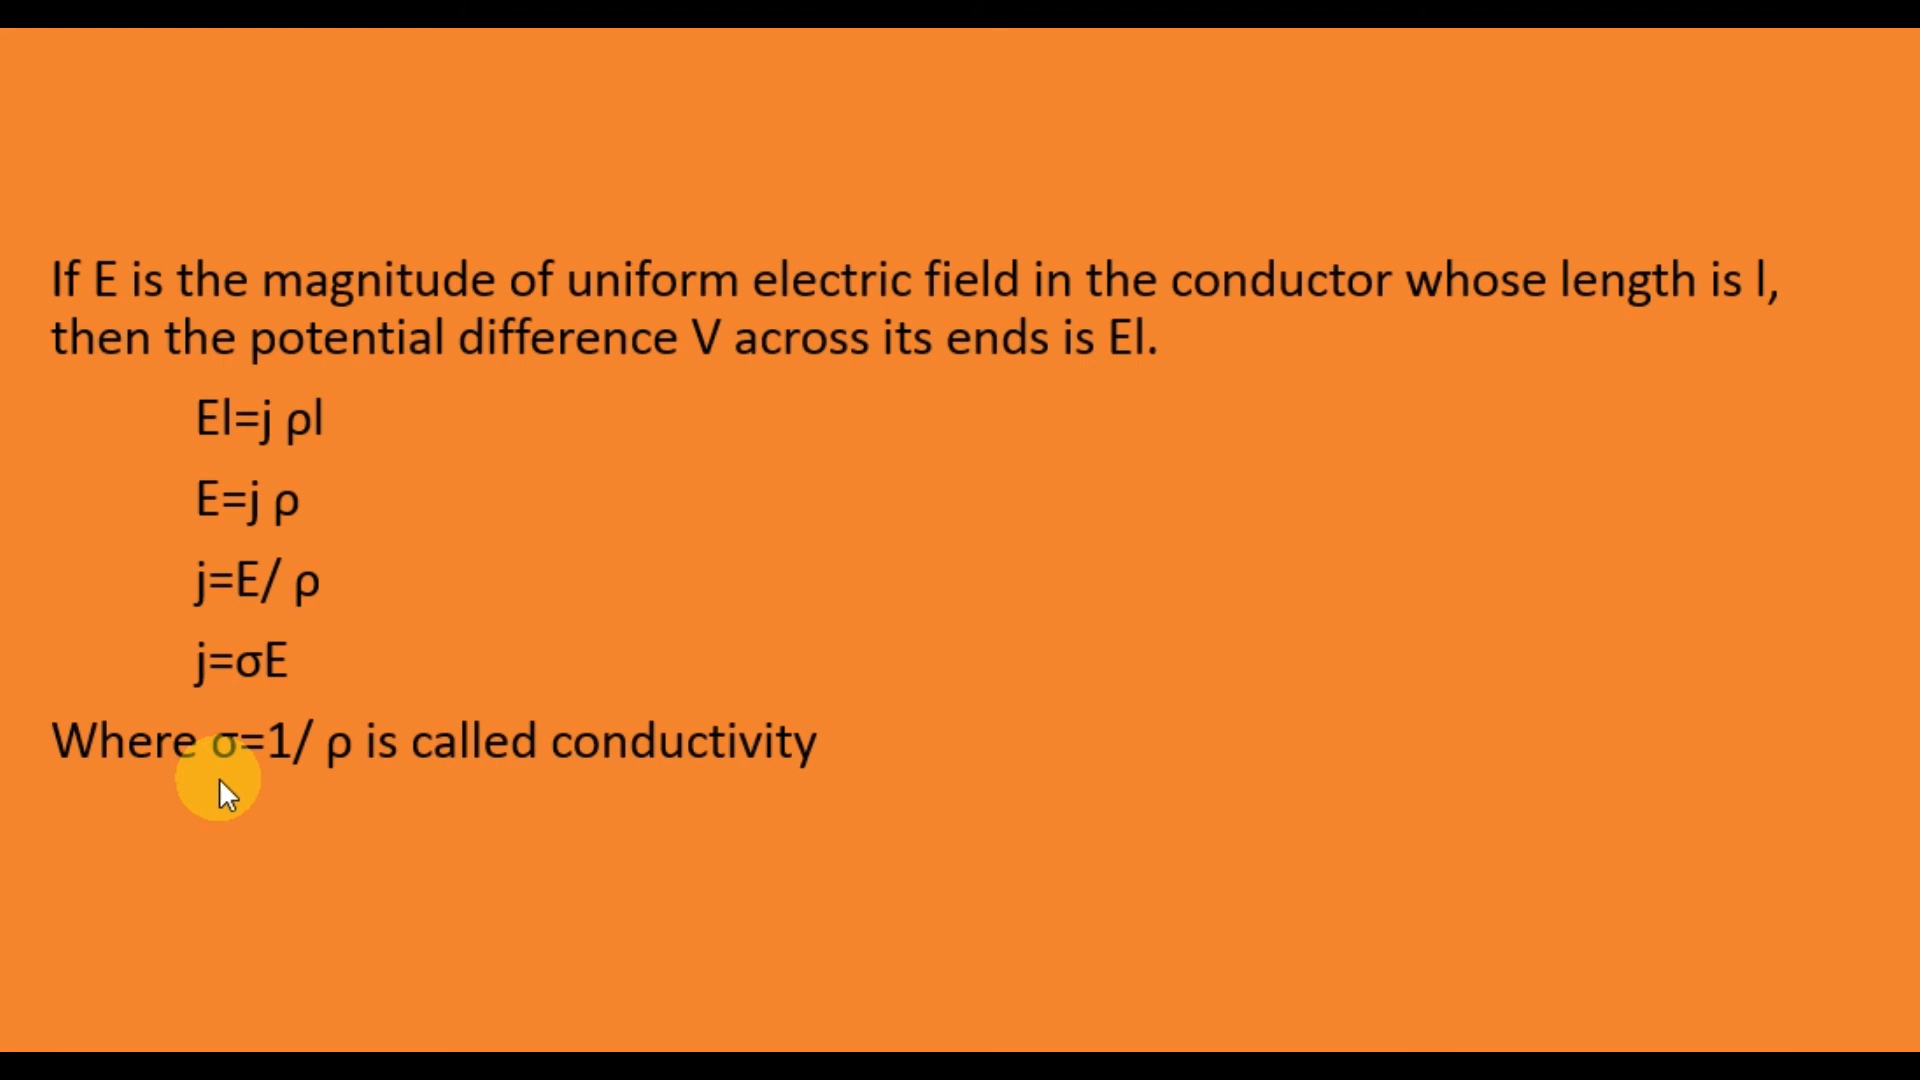 If E is the magnitude of uniform electric field in the conductor whose length is l,
then the potential difference V across its ends is El.
El=j ρl
E=j ρ
j=E/ ρ
j=σE
Where σ=1/ ρ is called conductivity